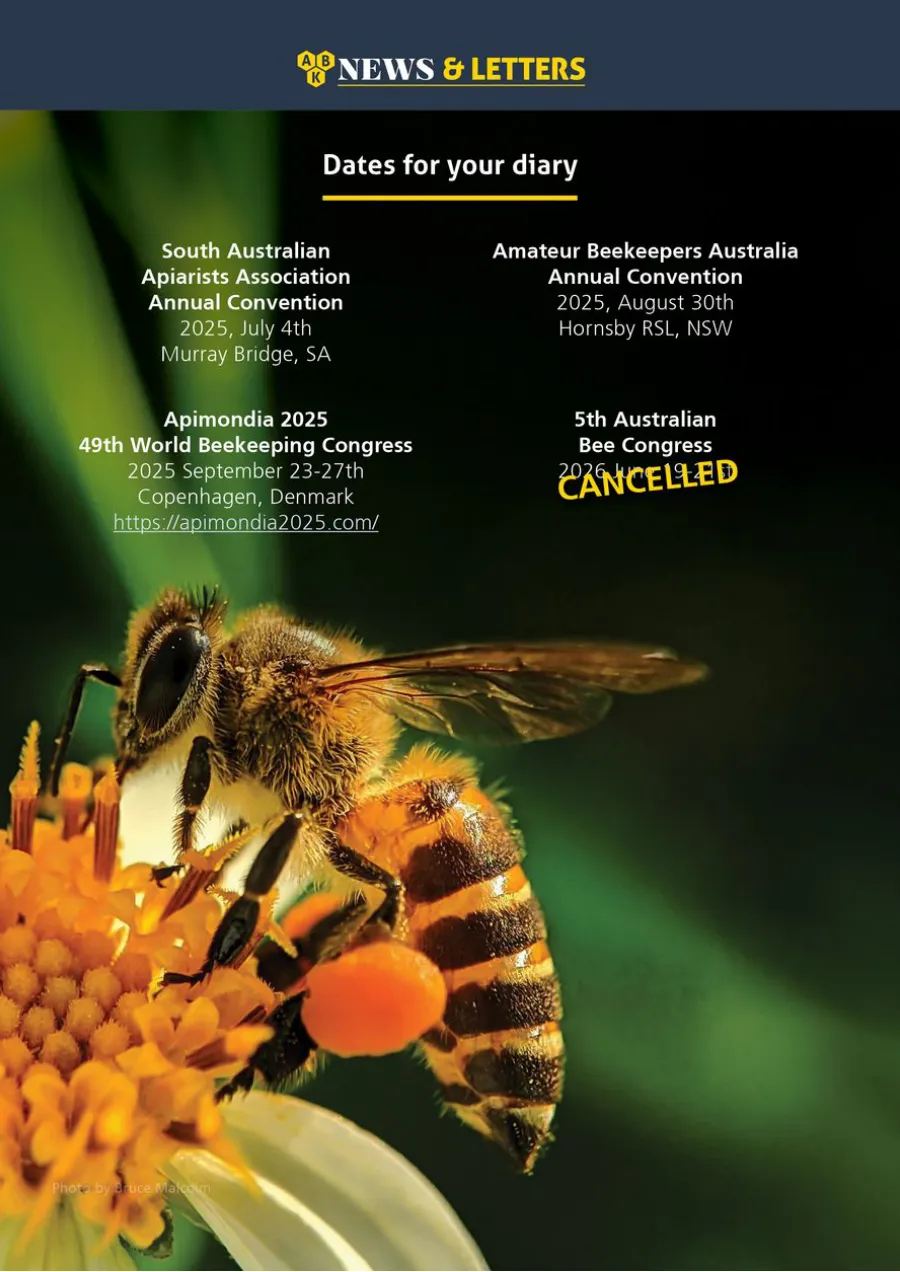 ABK NEWS & LETTERS
Dates for your diary
South Australian
Apiarists Association
Annual Convention
2025, July 4th
Murray Bridge, SA
Amateur Beekeepers Australia
Annual Convention
2025, August 30th
Hornsby RSL, NSW
Apimondia 2025
49th World Beekeeping Congress
2025 September 23-27th
Copenhagen, Denmark
https://apimondia2025.com/
5th Australian
Bee Congress
2026 June
CANCELLED
Photo by Bruce Malcolm